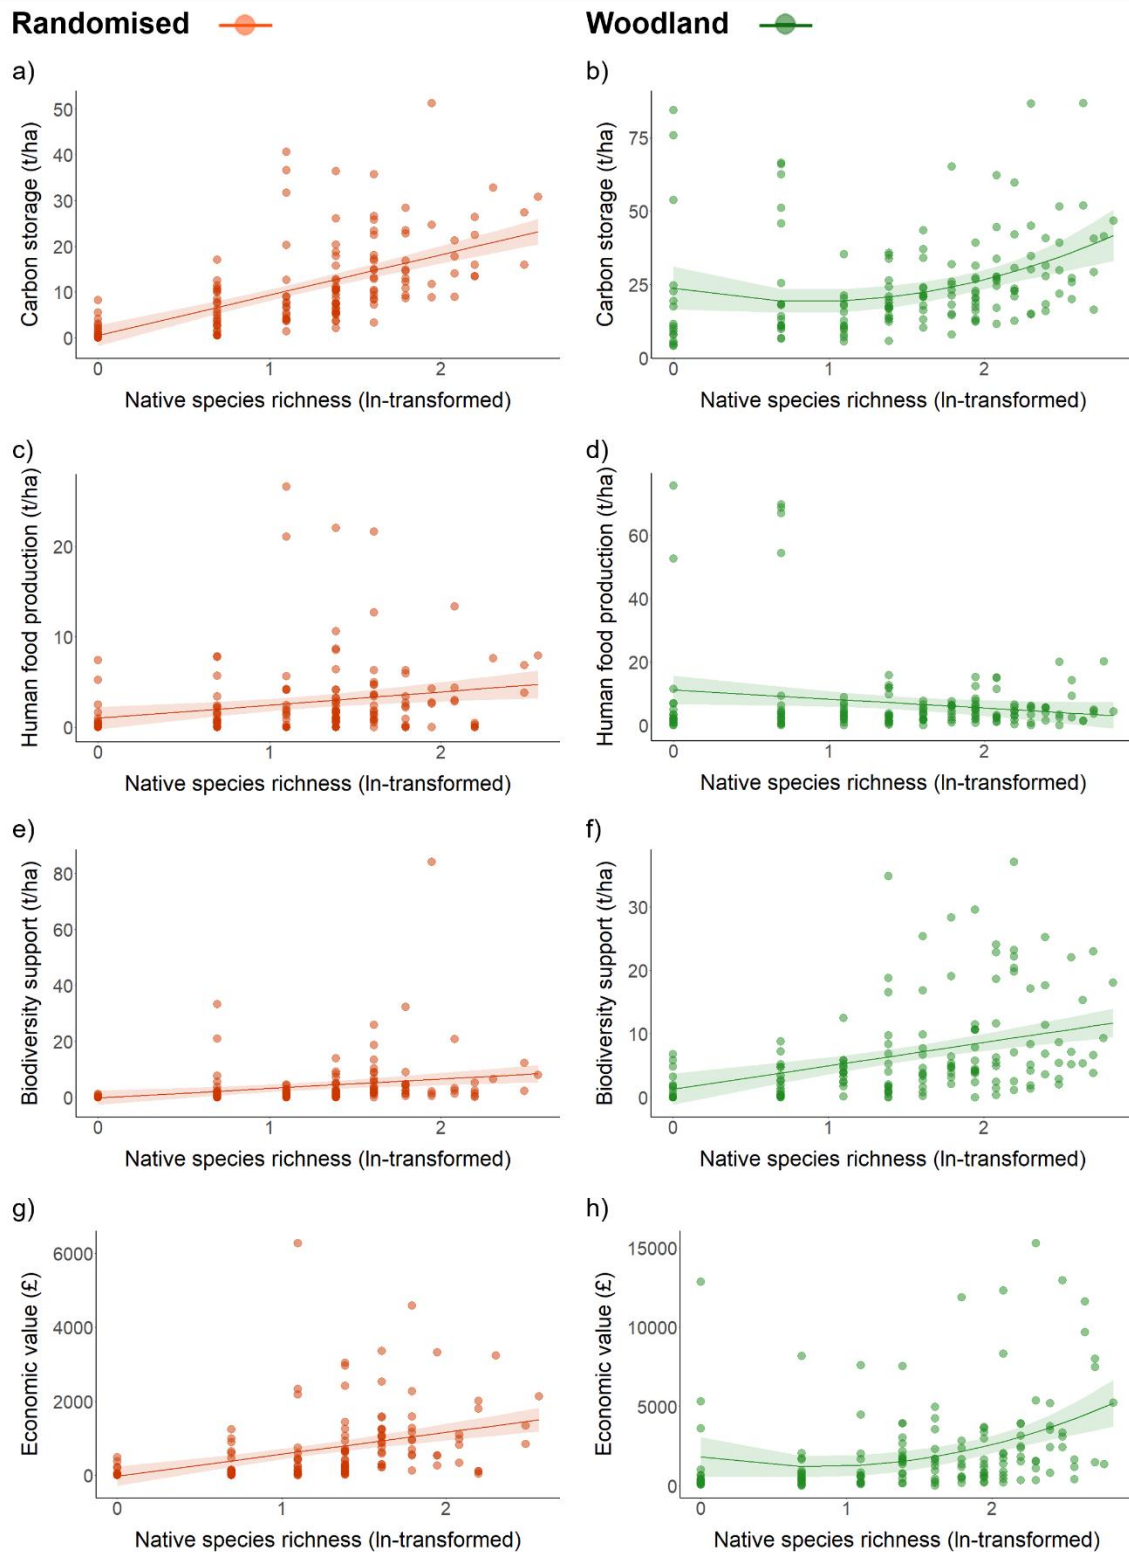 Randomised
Woodland
a)
b)
Carbon storage (t/ha)
50
40
30
20
10
0
0 1 2
Native species richness (ln-transformed)
Carbon storage (t/ha)
75
50
25
0
0 1 2
Native species richness (ln-transformed)
c)
d)
Human food production (t/ha)
20
10
0
0 1 2
Native species richness (ln-transformed)
Human food production (t/ha)
60
40
20
0
0 1 2
Native species richness (ln-transformed)
e)
f)
Biodiversity support (t/ha)
80
60
40
20
0
0 1 2
Native species richness (ln-transformed)
Biodiversity support (t/ha)
30
20
10
0
0 1 2
Native species richness (ln-transformed)
g)
h)
Economic value (£)
6000
4000
2000
0
0 1 2
Native species richness (ln-transformed)
Economic value (£)
15000
10000
5000
0
0 1 2
Native species richness (ln-transformed)